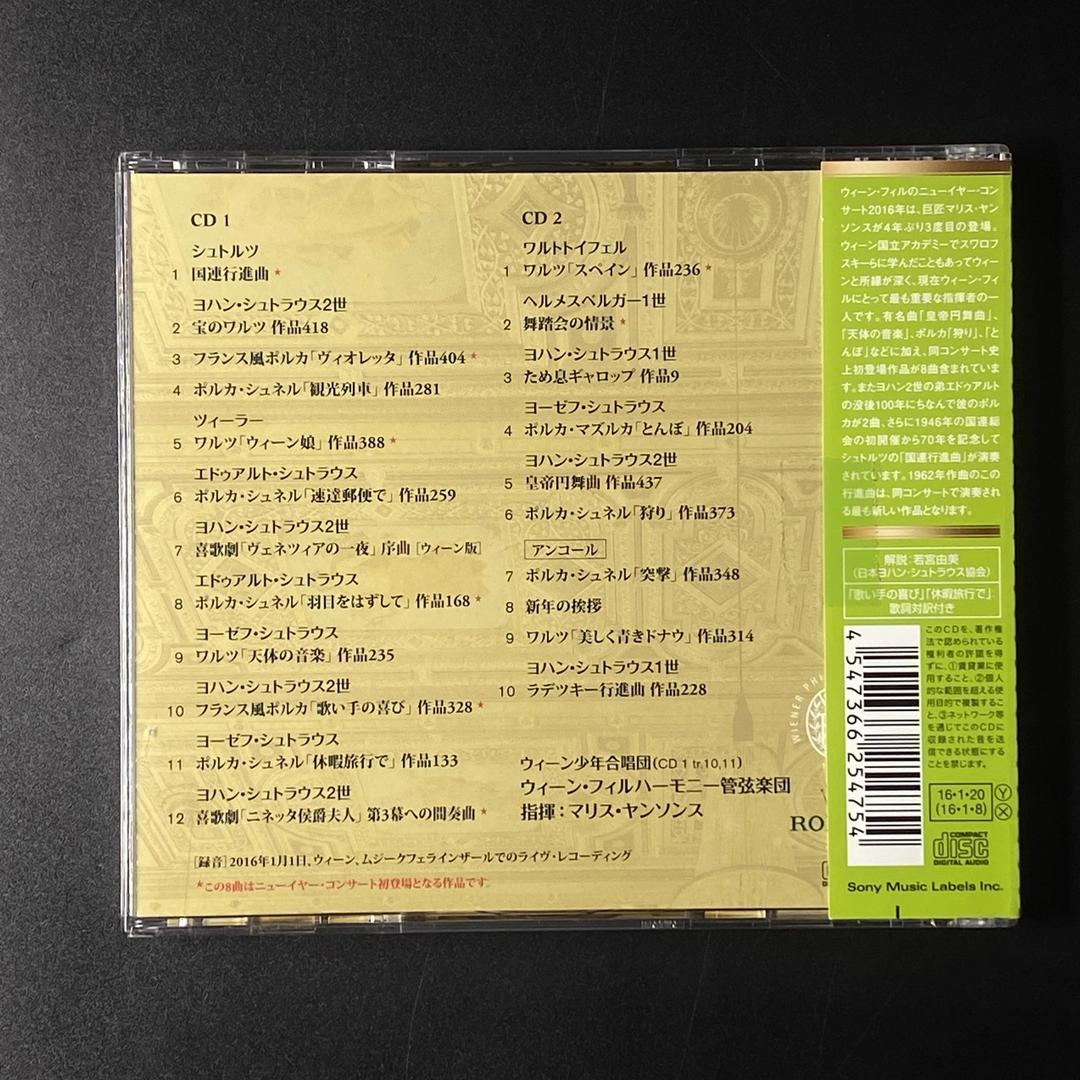 CD 1
シュトルツ
1 国連行進曲 *
ヨハン・シュトラウス2世
2 宝のワルツ 作品418
3 フランス風ポルカ「ヴィオレッタ」作品404 *
4 ポルカ・シュネル「観光列車」作品281
ツィーラー
5 ワルツ「ウィーン娘」作品388 *
エドゥアルト・シュトラウス
6 ポルカ・シュネル「速達郵便で」作品259
ヨハン・シュトラウス2世
7 喜歌劇「ヴェネツィアの一夜」序曲 [ウィーン版]
エドゥアルト・シュトラウス
8 ポルカ・シュネル「羽目をはずして」作品168 *
ヨーゼフ・シュトラウス
9 ワルツ「天体の音楽」作品235
ヨハン・シュトラウス2世
10 フランス風ポルカ「歌い手の喜び」作品328 *
ヨーゼフ・シュトラウス
11 ポルカ・シュネル「休暇旅行で」作品133
ヨハン・シュトラウス2世
12 喜歌劇「ニネッタ侯爵夫人」第3幕への間奏曲 *
[録音] 2016年1月1日、ウィーン、ムジークフェラインザールでのライヴ・レコーディング
*この8曲はニューイヤー・コンサート初登場となる作品です。
CD 2
ワルトトイフェル
1 ワルツ「スペイン」作品236 *
ヘルメスベルガー1世
2 舞踏会の情景 *
ヨハン・シュトラウス1世
3 ため息ギャロップ 作品9
ヨーゼフ・シュトラウス
4 ポルカ・マズルカ「とんぼ」作品204
ヨハン・シュトラウス2世
5 皇帝円舞曲 作品437
6 ポルカ・シュネル「狩り」作品373
アンコール
7 ポルカ・シュネル「突撃」作品348
8 新年の挨拶
9 ワルツ「美しく青きドナウ」作品314
ヨハン・シュトラウス1世
10 ラデツキー行進曲 作品228
ウィーン少年合唱団(CD 1 tr.10,11)
ウィーン・フィルハーモニー管弦楽団
指揮:マリス・ヤンソンス
WIENER PH
RO
ウィーン・フィルのニューイヤー・コン
サート2016年は、巨匠マリス・ヤン
ソンスが4年ぶり3度目の登場。
ウィーン国立アカデミーでスワロフ
スキーらに学んだこともあってウィー
ンと所縁が深く、現在ウィーン・フィ
ルにとって最も重要な指揮者の一
人です。有名曲「皇帝円舞曲」、
「天体の音楽」、ポルカ「狩り」、「と
んぼ」などに加え、同コンサート史
上初登場作品が8曲含まれていま
す。またヨハン2世の弟エドゥアルト
の没後100年にちなんで彼のポル
カが2曲、さらに1946年の国連総
会の初開催から70年を記念して
シュトルツの「国連行進曲」が演奏
されています。1962年作曲のこの
行進曲は、同コンサートで演奏され
る最も新しい作品となります。
解説:若宮由美
(日本ヨハン・シュトラウス協会)
「歌い手の喜び」「休暇旅行で」:
歌詞対訳付き
このCDを、著作権
法で認められている
権利者の許諾を得
ずに、①賃貸業に使
用すること、②個人
的な範囲を超える使
用目的で複製するこ
と、③ネットワーク等
を通じてこのCDに
収録された音を送
信できる状態にする
ことを禁じます。
4 547366 254754
16・1・20 Y
(16・1・8) X
COMPACT
disc
DIGITAL AUDIO
Sony Music Labels Inc.